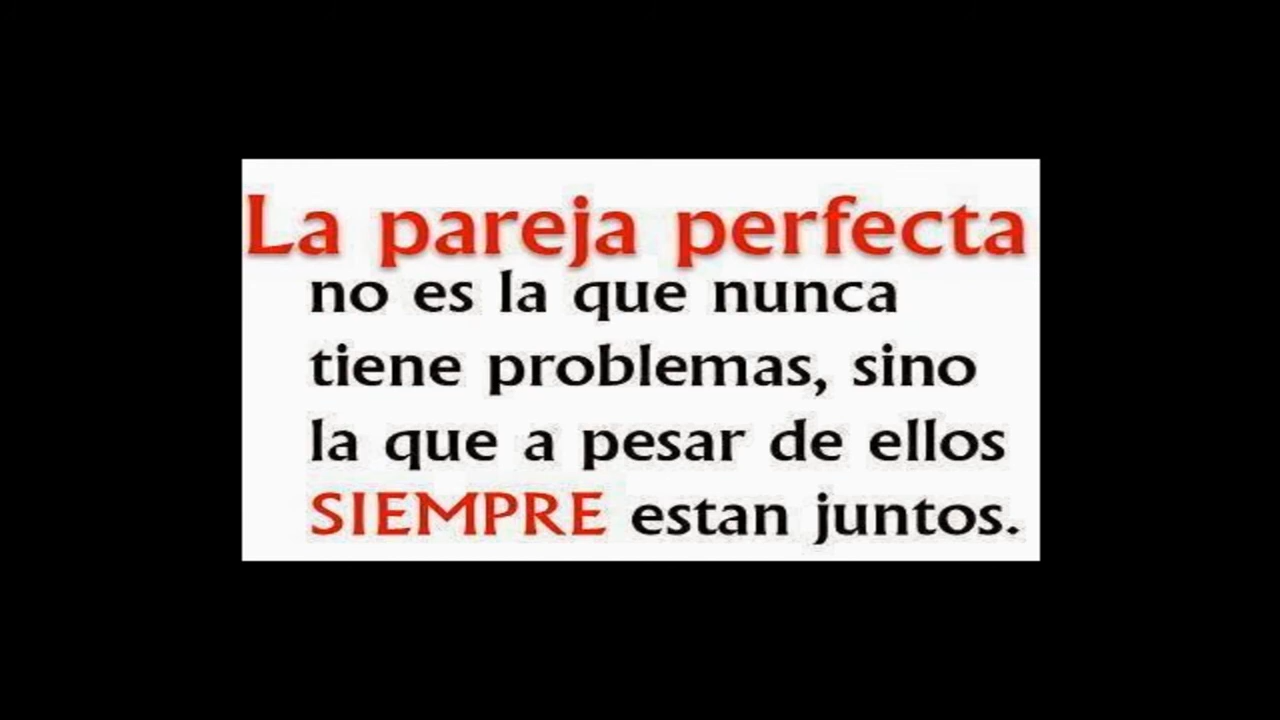 La pareja perfecta
no es la que nunca
tiene problemas, sino
la que a pesar de ellos
SIEMPRE estan juntos.